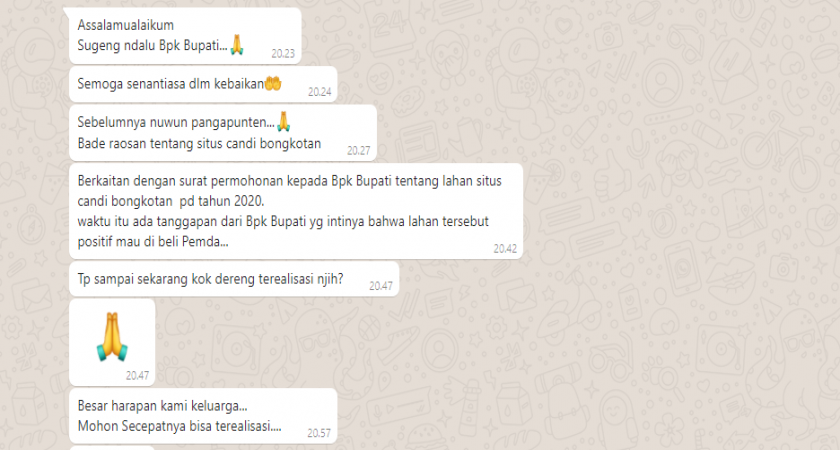 Assalamualaikum
Sugeng ndalu Bpk Bupati...🙏
20.23
Semoga senantiasa dlm kebaikan🤲
20.24
Sebelumnya nuwun pangapunten...🙏
Bade raosan tentang situs candi bongkotan
20.27
Berkaitan dengan surat permohonan kepada Bpk Bupati tentang lahan situs
candi bongkotan pd tahun 2020.
waktu itu ada tanggapan dari Bpk Bupati yg intinya bahwa lahan tersebut
positif mau di beli Pemda...
20.42
Tp sampai sekarang kok dereng terealisasi njih?
20.47
🙏
20.47
Besar harapan kami keluarga...
Mohon Secepatnya bisa terealisasi....
20.57